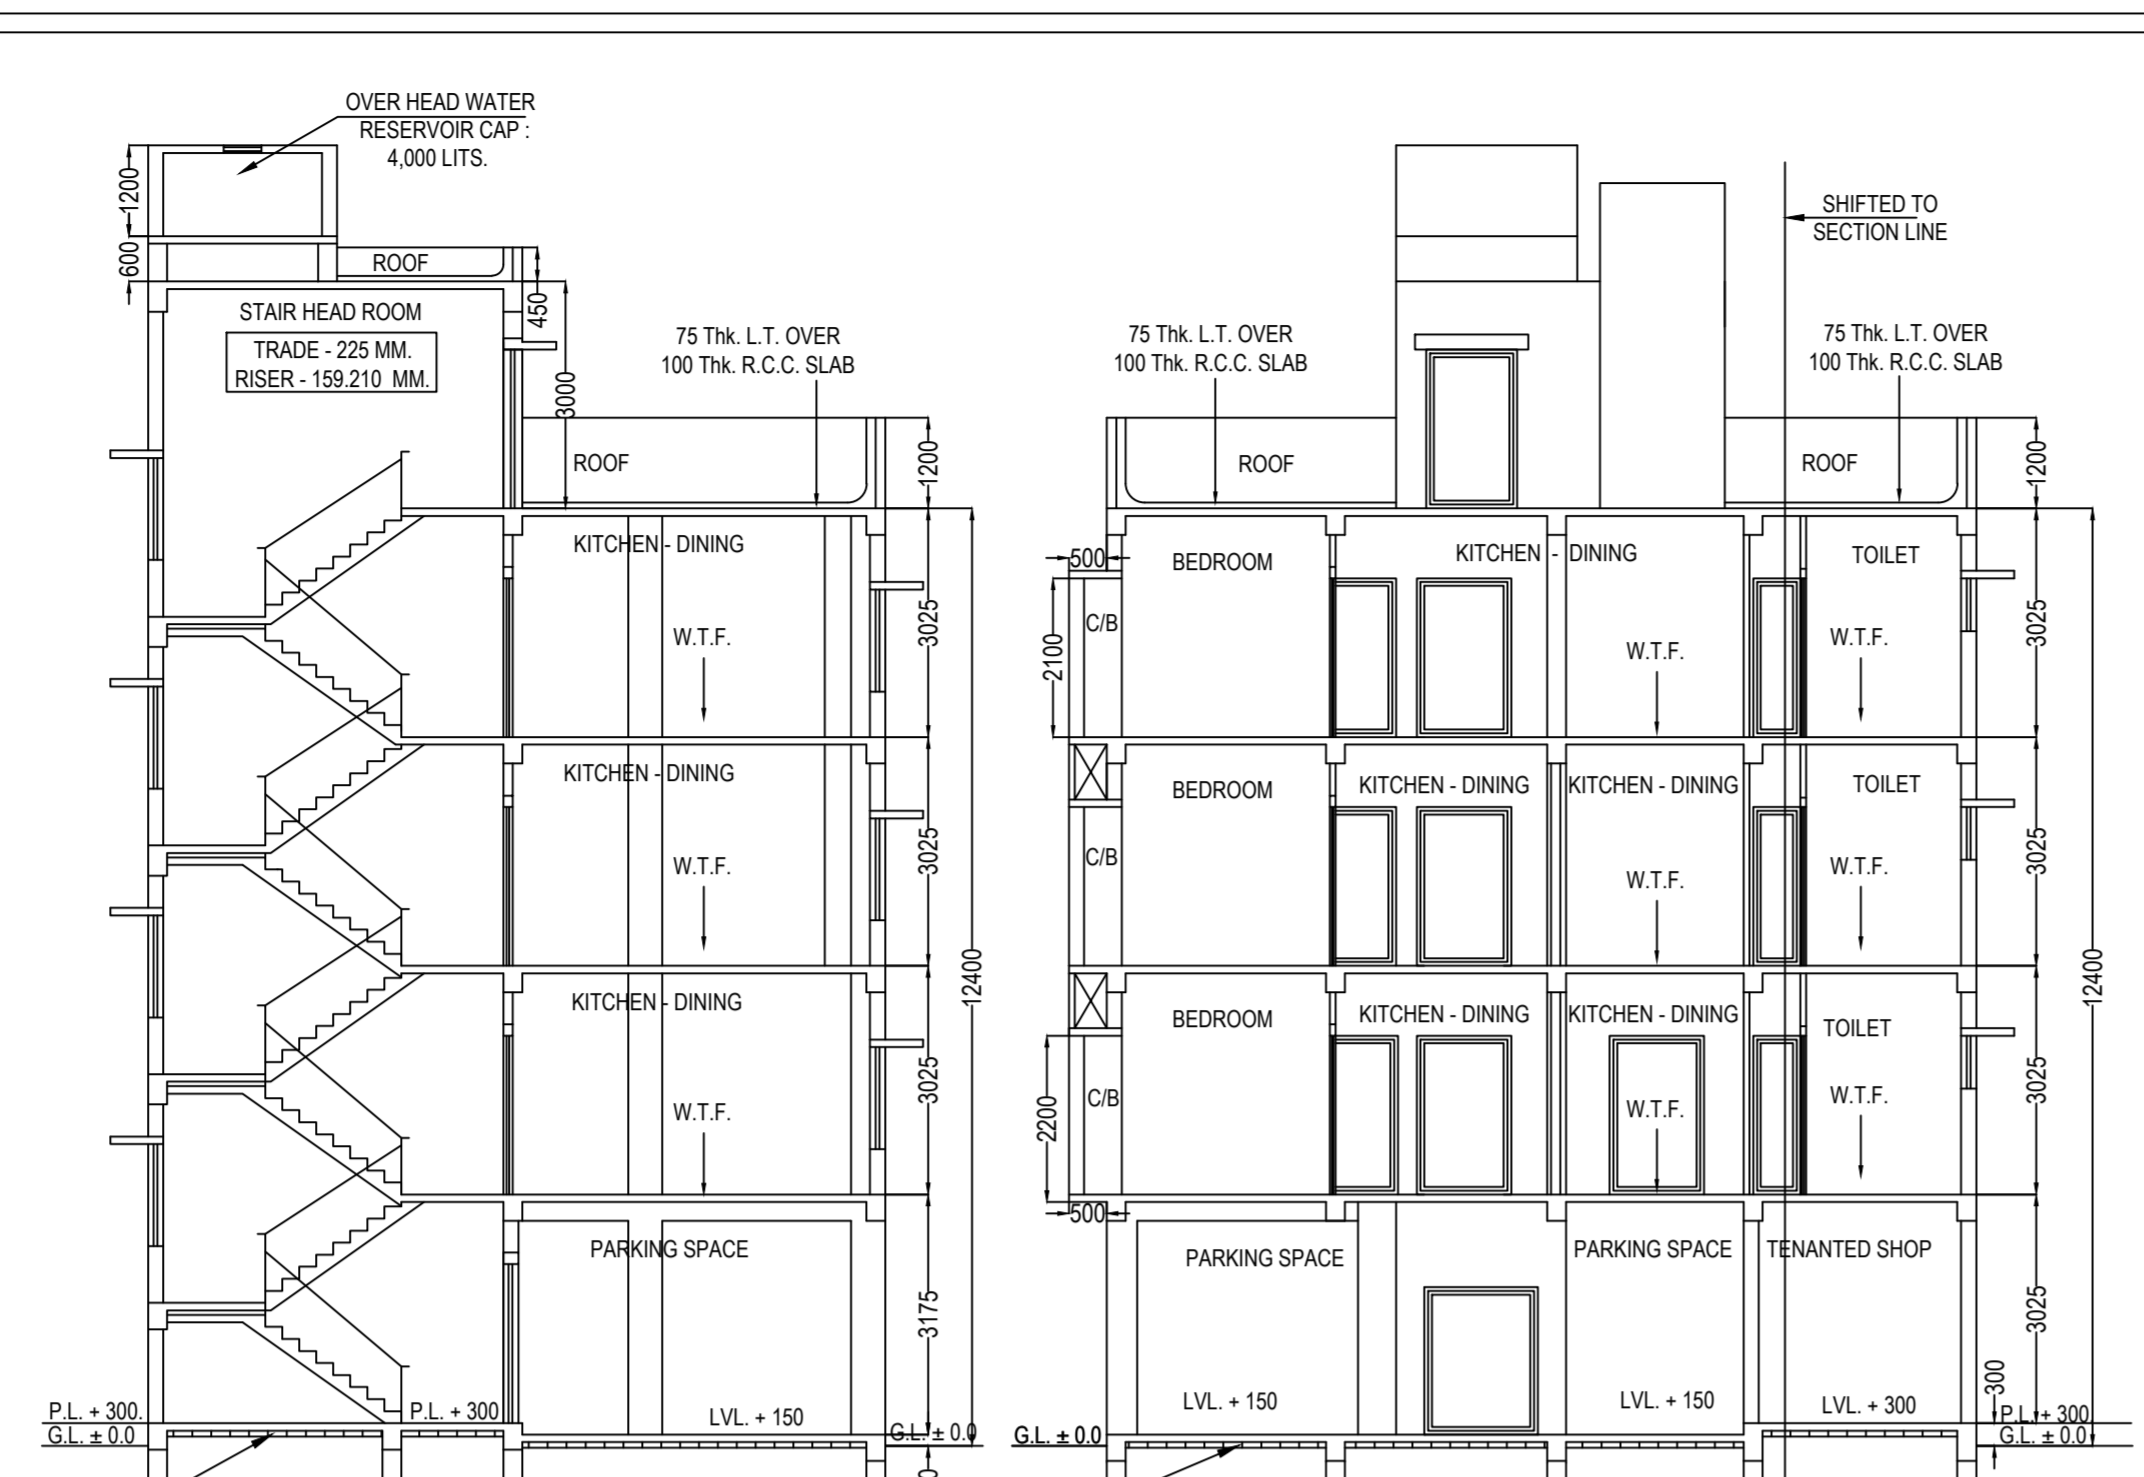 OVER HEAD WATER
RESERVOIR CAP :
4,000 LITS.
1200
600
ROOF
450
STAIR HEAD ROOM
TRADE - 225 MM.
RISER - 159.210 MM.
3000
75 Thk. L.T. OVER
100 Thk. R.C.C. SLAB
ROOF
1200
KITCHEN - DINING
W.T.F.
3025
KITCHEN - DINING
W.T.F.
3025
12400
KITCHEN - DINING
W.T.F.
3025
PARKING SPACE
3175
P.L. + 300.
G.L. ± 0.0
P.L. + 300
LVL. + 150
G.L. ± 0.0
SHIFTED TO
SECTION LINE
75 Thk. L.T. OVER
100 Thk. R.C.C. SLAB
75 Thk. L.T. OVER
100 Thk. R.C.C. SLAB
ROOF
ROOF
1200
500
BEDROOM
KITCHEN - DINING
TOILET
C/B
2100
W.T.F.
W.T.F.
3025
BEDROOM
KITCHEN - DINING
KITCHEN - DINING
TOILET
C/B
W.T.F.
W.T.F.
3025
12400
BEDROOM
KITCHEN - DINING
KITCHEN - DINING
TOILET
C/B
2200
W.T.F.
W.T.F.
3025
500
PARKING SPACE
PARKING SPACE
TENANTED SHOP
3025
300
LVL. + 150
LVL. + 150
LVL. + 300
P.L. + 300
G.L. ± 0.0
G.L. ± 0.0